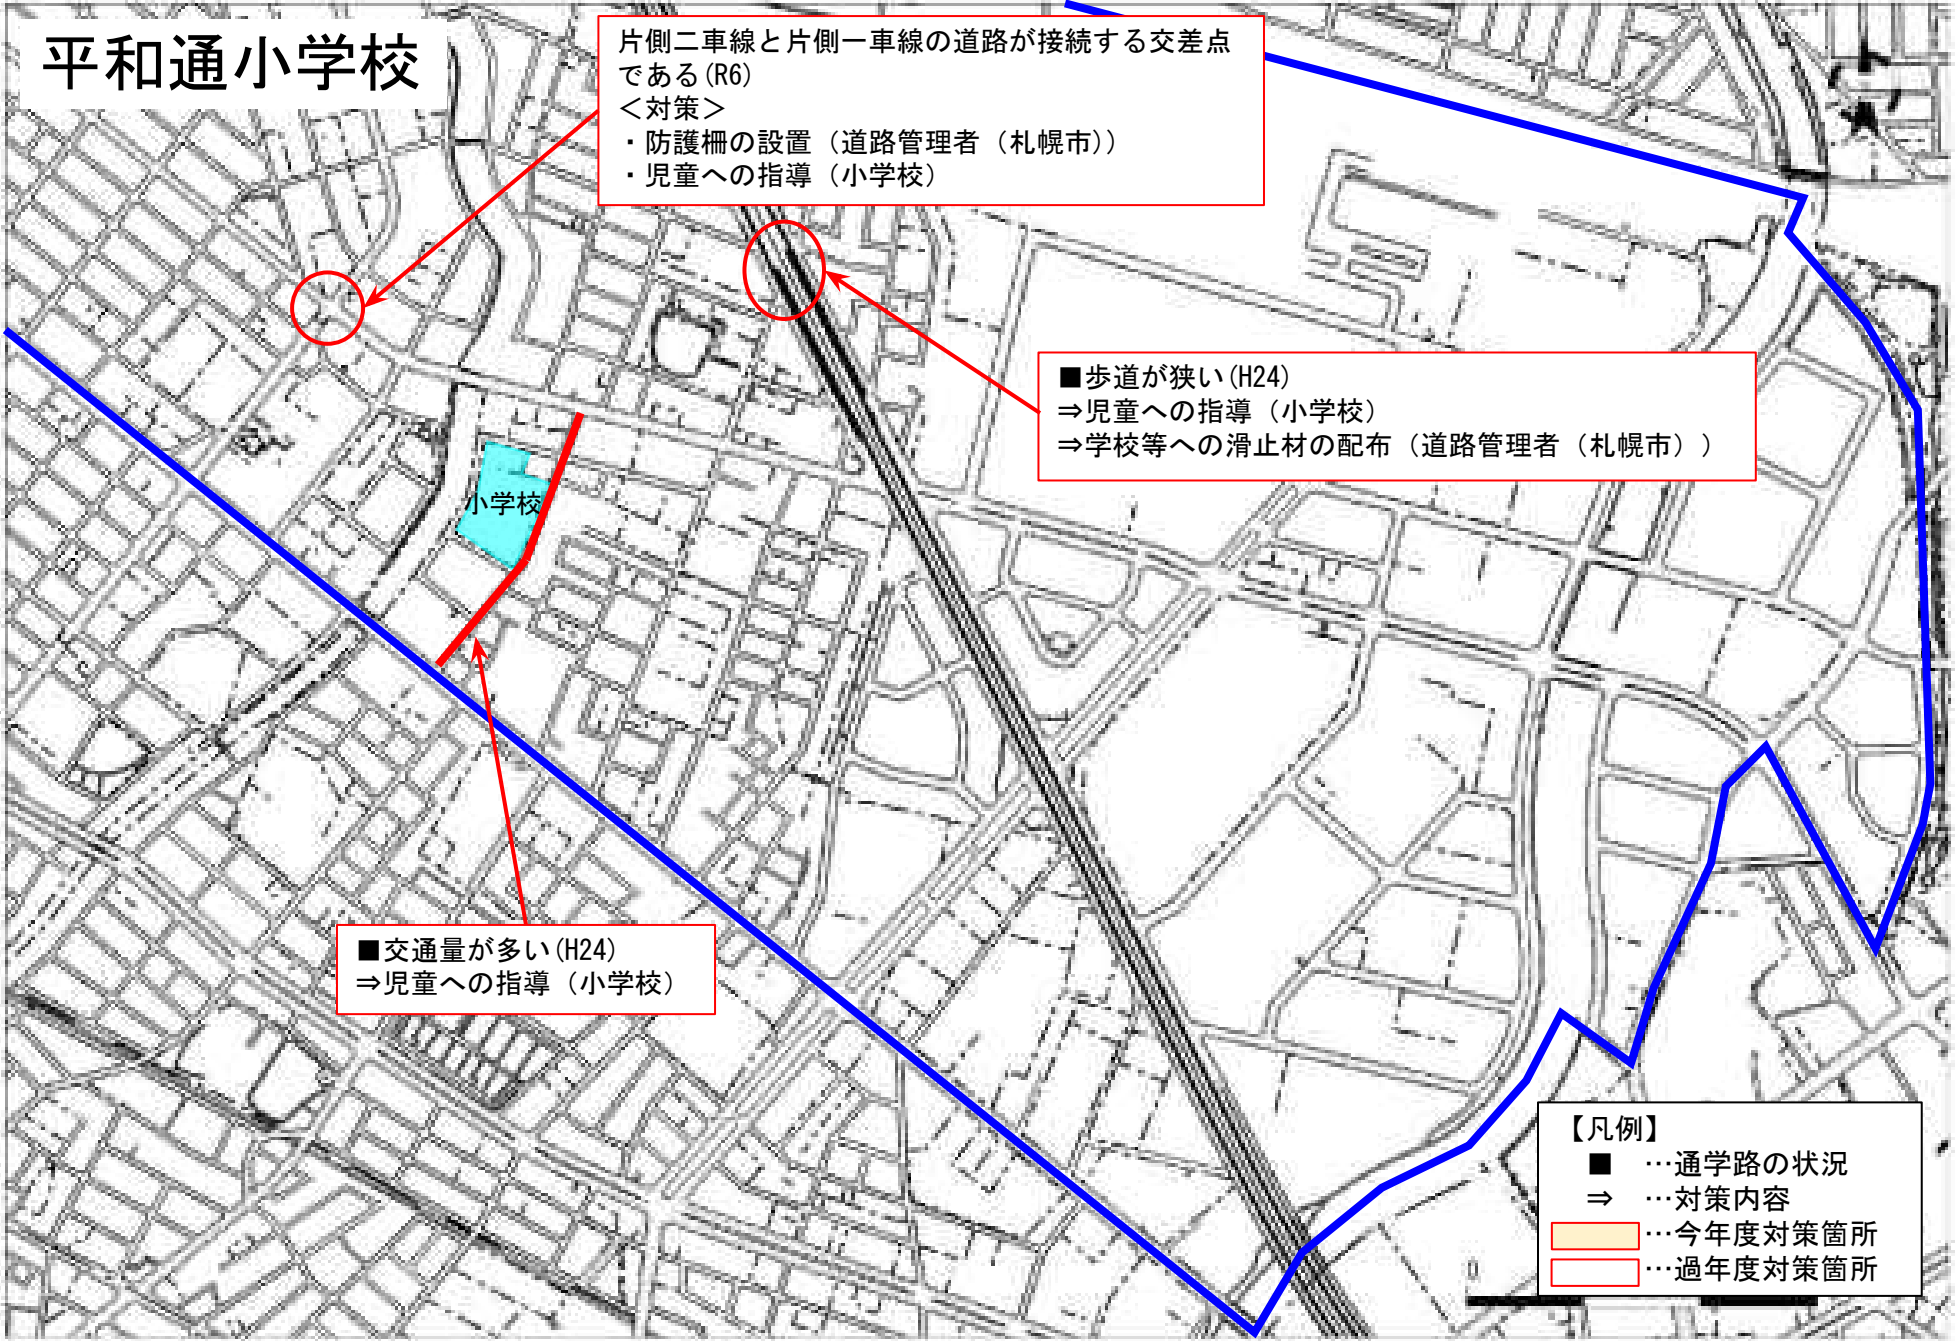 平和通小学校
片側二車線と片側一車線の道路が接続する交差点
である(R6)
＜対策＞
・防護柵の設置（道路管理者（札幌市））
・児童への指導（小学校）
■歩道が狭い(H24)
⇒児童への指導（小学校）
⇒学校等への滑止材の配布（道路管理者（札幌市））
小学校
■交通量が多い(H24)
⇒児童への指導（小学校）
【凡例】
■ …通学路の状況
⇒ …対策内容
…今年度対策箇所
…過年度対策箇所
0